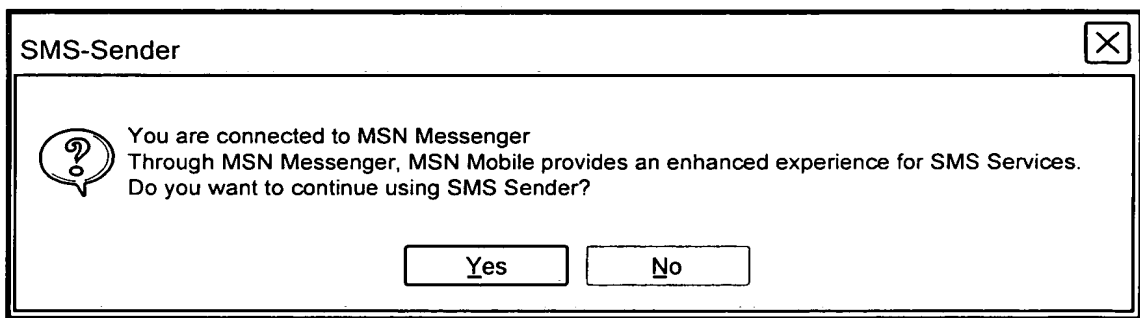 SMS-Sender
You are connected to MSN Messenger
Through MSN Messenger, MSN Mobile provides an enhanced experience for SMS Services.
Do you want to continue using SMS Sender?
Yes No